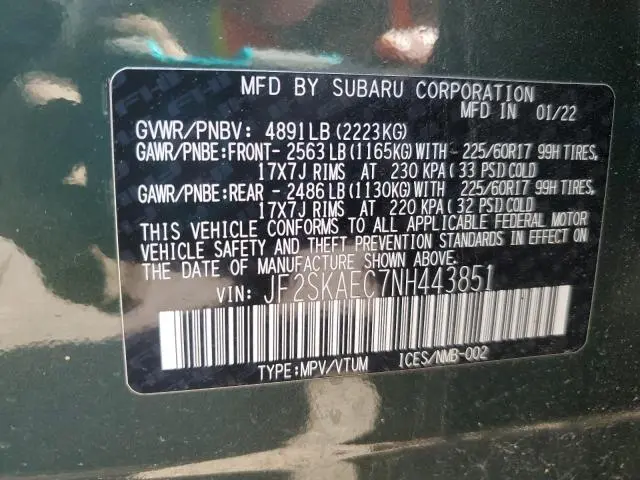 MFD BY SUBARU CORPORATION
MFD IN 01/22
GVWR/PNBV: 4891LB (2223KG)
GAWR/PNBE:FRONT- 2563 LB (1165KG) WITH - 225/60R17 99H TIRES,
17X7J RIMS AT 230 KPA (33 PSI) COLD
GAWR/PNBE:REAR - 2486 LB (1130KG) WITH - 225/60R17 99H TIRES,
17X7J RIMS AT 220 KPA (32 PSI) COLD
THIS VEHICLE CONFORMS TO ALL APPLICABLE FEDERAL MOTOR
VEHICLE SAFETY AND THEFT PREVENTION STANDARDS IN EFFECT ON
THE DATE OF MANUFACTURE SHOWN ABOVE.
VIN: JF2SKAEC7NH443851
TYPE:MPV/VTUM ICES/NMB-002